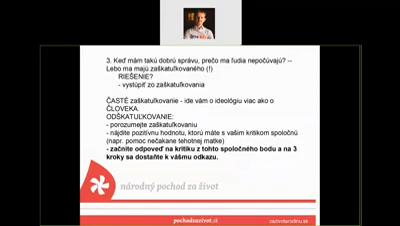 3. Keď mám takú dobrú správu, prečo ma ľudia nepočúvajú? --
Lebo ma majú zaškatuľkovaného (!)
RIEŠENIE?
- vystúpiť zo zaškatuľkovania
ČASTÉ zaškatuľkovanie - ide vám o ideológiu viac ako o
ČLOVEKA.
ODŠKATUĽKOVANIE:
- porozumejte zaškatuľkovaniu
- nájdite pozitívnu hodnotu, ktorú máte s vašim kritikom spoločnú
(napr. pomoc nečakane tehotnej matke)
- začnite odpoveď na kritiku z tohto spoločného bodu a na 3
kroky sa dostaňte k vášmu odkazu.
národný pochod za život
pochodzazivot.sk
zazivotarodinu.sk